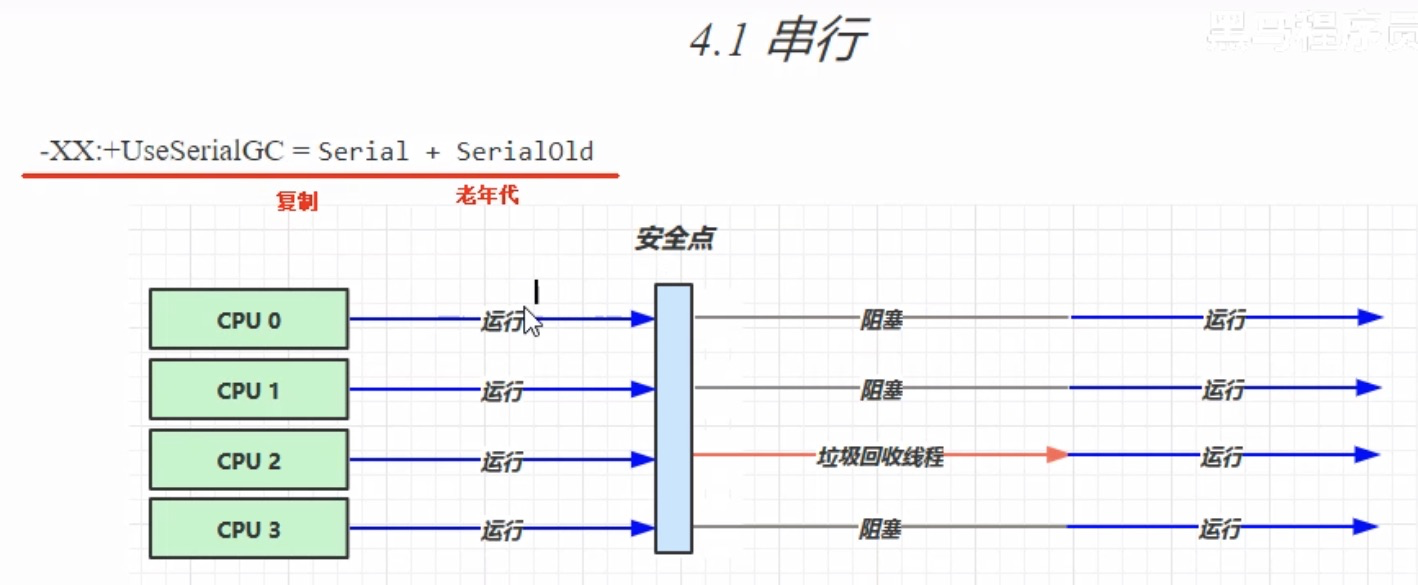 黑马程序员
4.1 串行
-XX:+UseSerialGC = Serial + SerialOld
复制 老年代
安全点
CPU 0 运行 阻塞 运行
CPU 1 运行 阻塞 运行
CPU 2 运行 垃圾回收线程 运行
CPU 3 运行 阻塞 运行